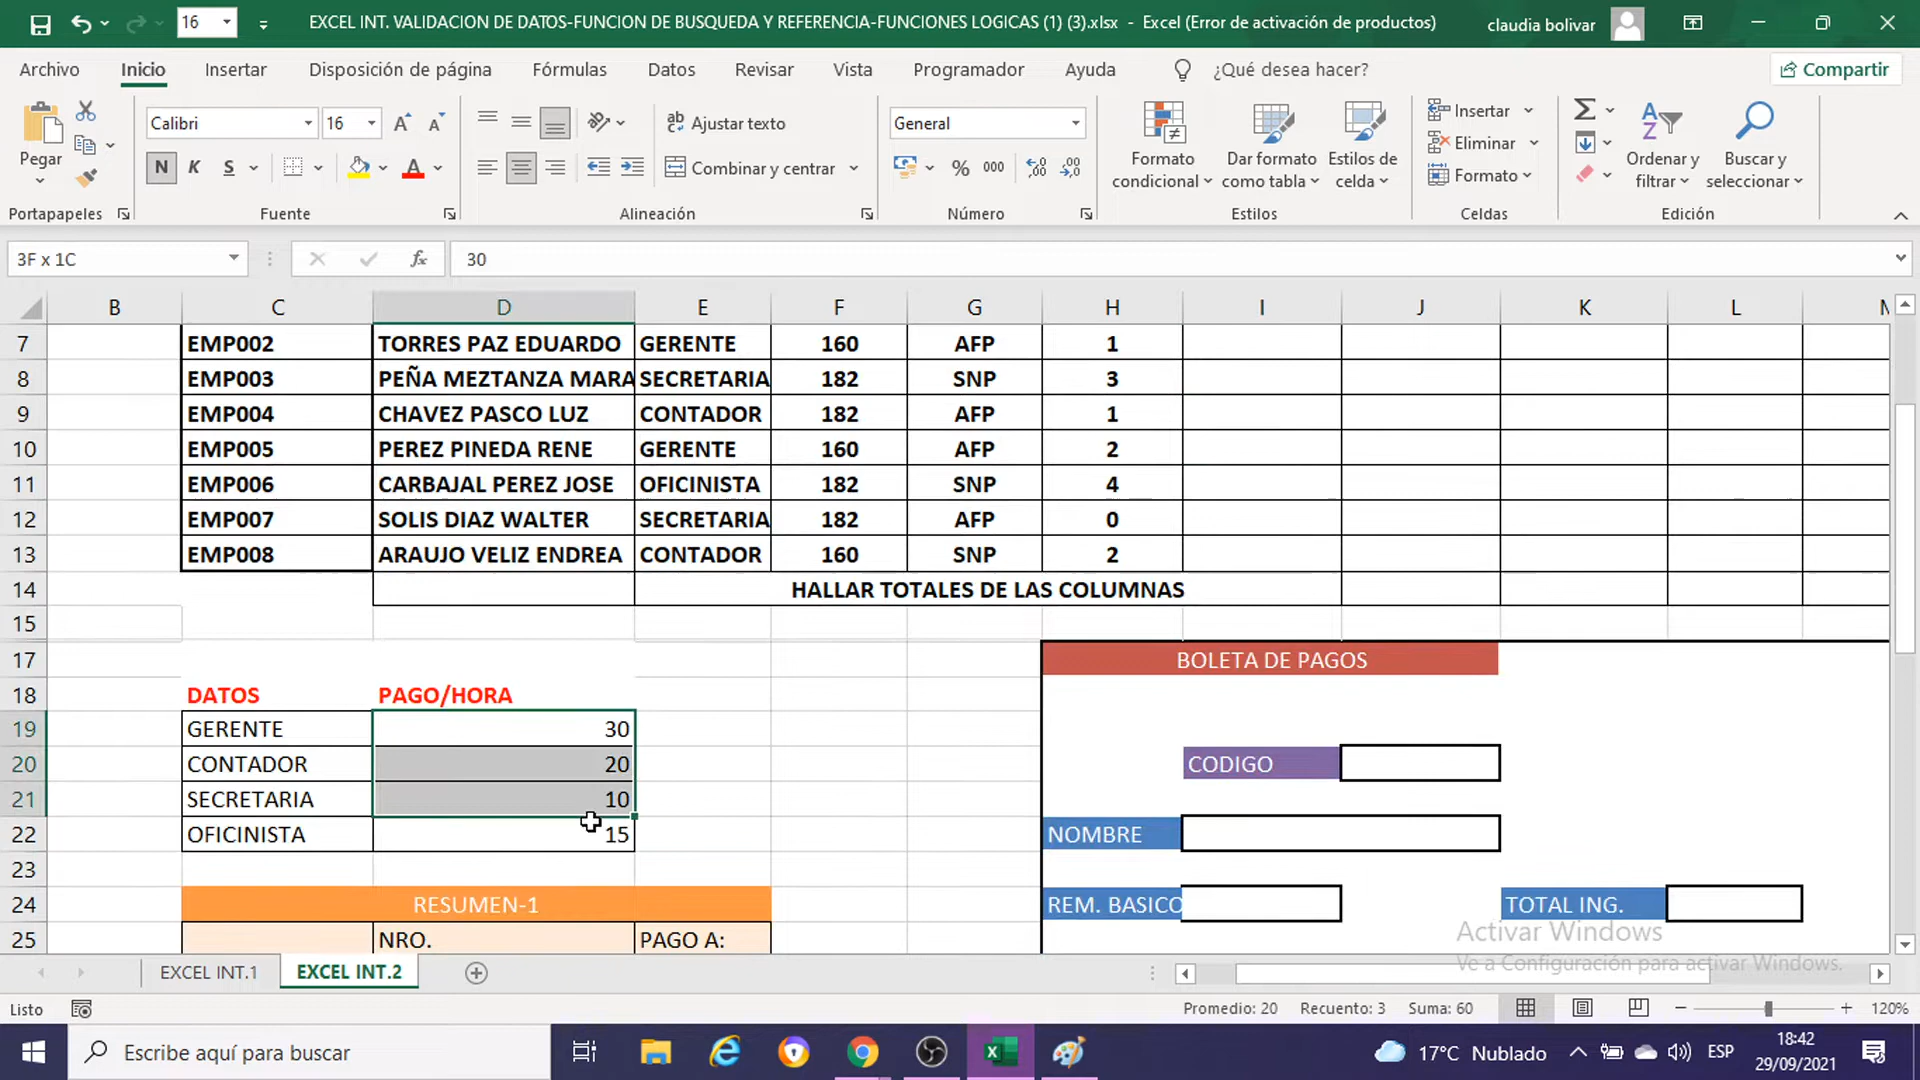 16
EXCEL INT. VALIDACION DE DATOS-FUNCION DE BUSQUEDA Y REFERENCIA-FUNCIONES LOGICAS (1) (3).xlsx - Excel (Error de activación de productos)
claudia bolivar
Archivo Inicio Insertar Disposición de página Fórmulas Datos Revisar Vista Programador Ayuda ¿Qué desea hacer? Compartir
Pegar
Calibri 16
N K S
Ajustar texto
Combinar y centrar
General
% 000
Formato condicional
Dar formato como tabla
Estilos de celda
Insertar
Eliminar
Formato
Ordenar y filtrar
Buscar y seleccionar
Portapapeles Fuente Alineación Número Estilos Celdas Edición
3F x 1C fx 30
B C D E F G H I J K L
7 EMP002 TORRES PAZ EDUARDO GERENTE 160 AFP 1
8 EMP003 PEÑA MEZTANZA MARA SECRETARIA 182 SNP 3
9 EMP004 CHAVEZ PASCO LUZ CONTADOR 182 AFP 1
10 EMP005 PEREZ PINEDA RENE GERENTE 160 AFP 2
11 EMP006 CARBAJAL PEREZ JOSE OFICINISTA 182 SNP 4
12 EMP007 SOLIS DIAZ WALTER SECRETARIA 182 AFP 0
13 EMP008 ARAUJO VELIZ ENDREA CONTADOR 160 SNP 2
14 HALLAR TOTALES DE LAS COLUMNAS
15
17 BOLETA DE PAGOS
18 DATOS PAGO/HORA
19 GERENTE 30
20 CONTADOR 20 CODIGO
21 SECRETARIA 10
22 OFICINISTA 15 NOMBRE
23
24 RESUMEN-1 REM. BASICO TOTAL ING.
25 NRO. PAGO A:
Activar Windows
Ve a Configuración para activar Windows.
EXCEL INT.1 EXCEL INT.2
Listo Promedio: 20 Recuento: 3 Suma: 60 120%
Escribe aquí para buscar
17°C Nublado ESP
18:42
29/09/2021